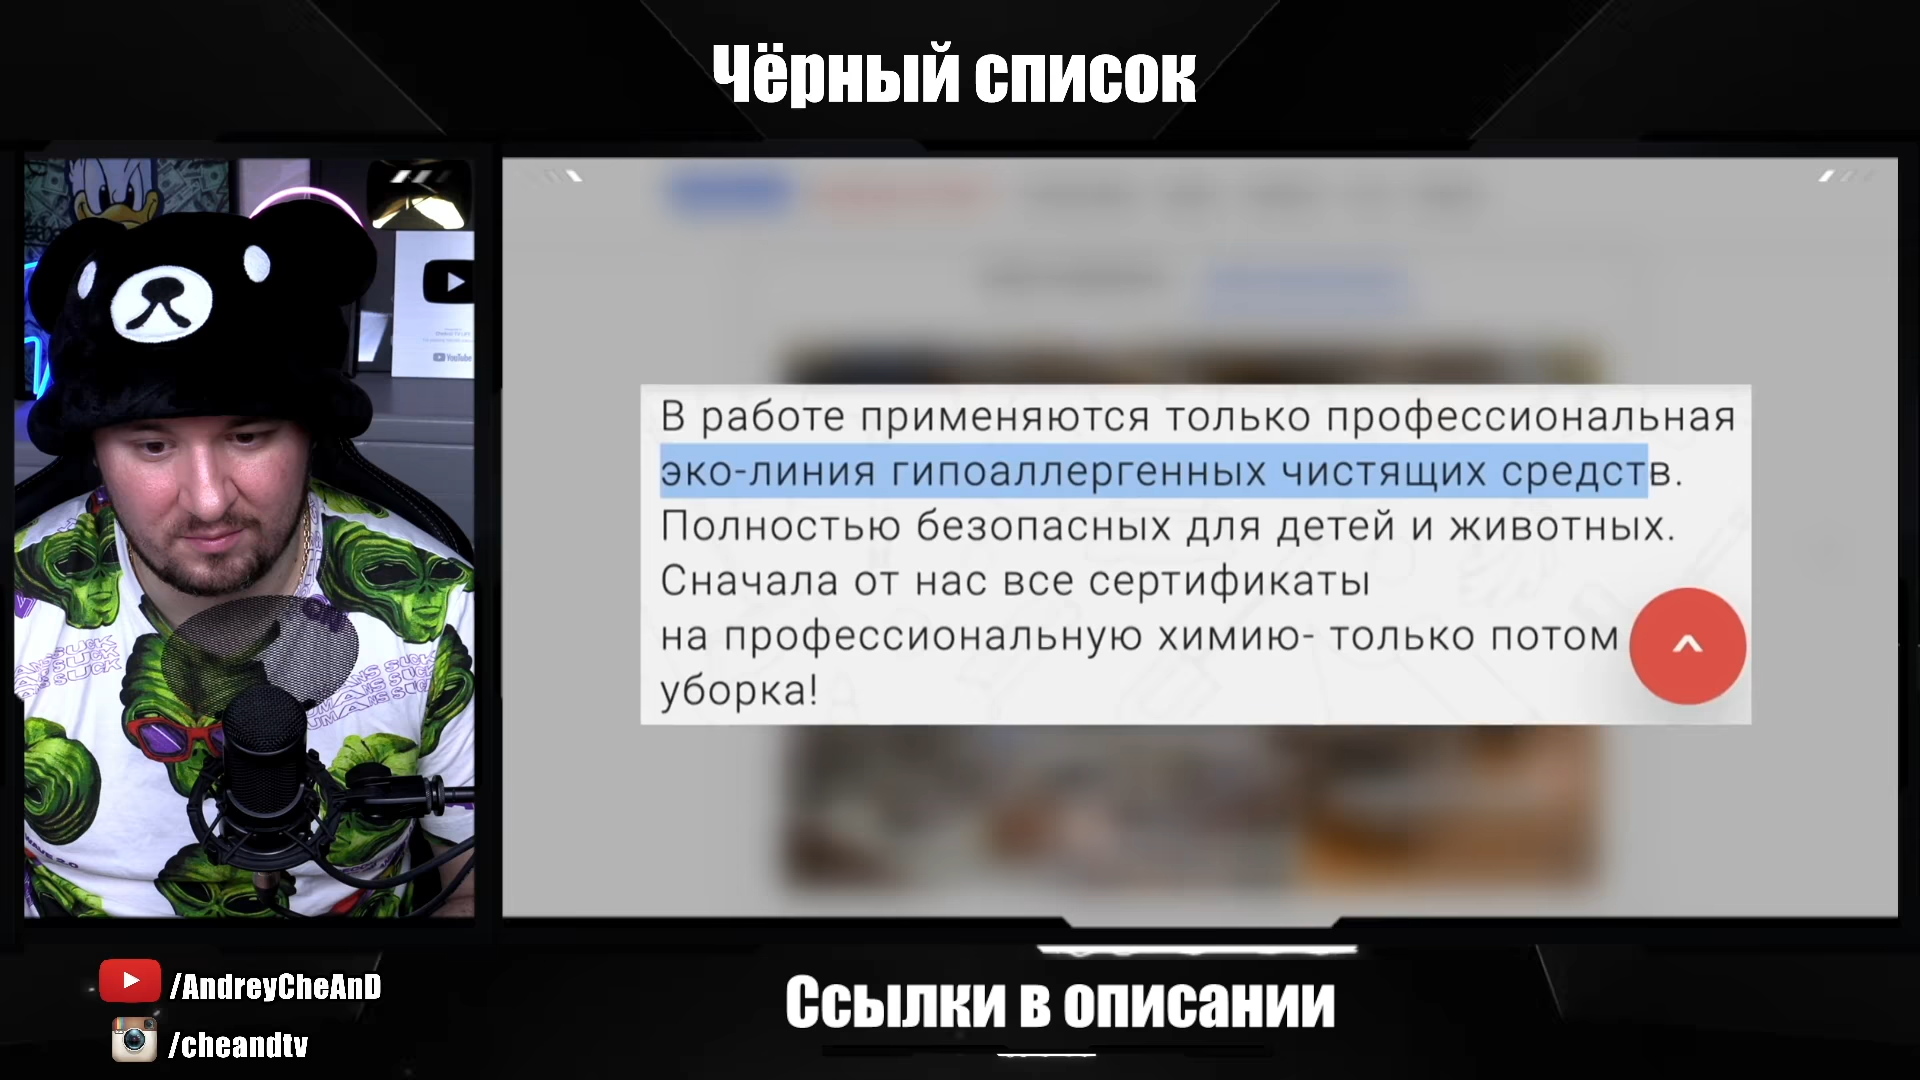 Чёрный список
В работе применяются только профессиональная
эко-линия гипоаллергенных чистящих средств.
Полностью безопасных для детей и животных.
Сначала от нас все сертификаты
на профессиональную химию- только потом
уборка!
YouTube
/AndreyCheAnD
/cheandtv
Ссылки в описании